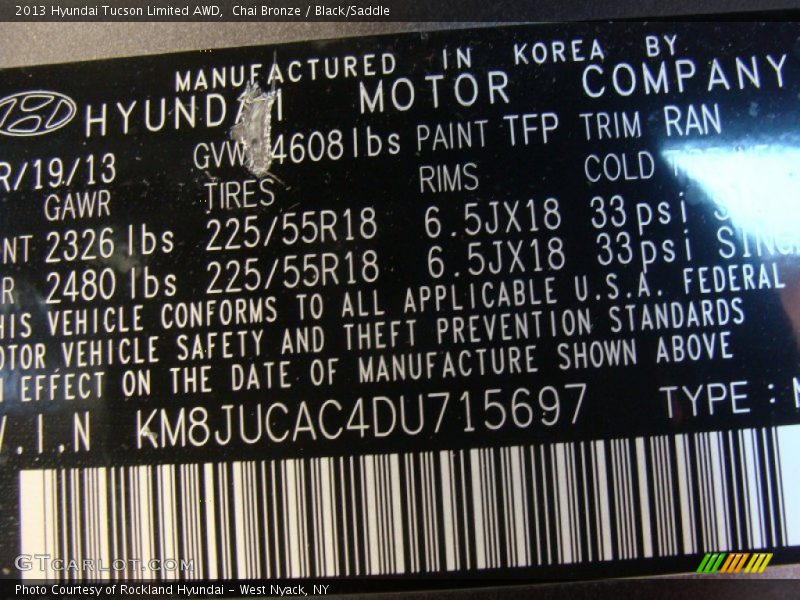 2013 Hyundai Tucson Limited AWD,  Chai Bronze / Black/Saddle
MANUFACTURED IN KOREA BY
HYUNDAI MOTOR COMPANY
R/19/13 GVW 4608lbs PAINT TFP TRIM RAN
GAWR TIRES RIMS COLD
NT 2326 lbs 225/55R18 6.5JX18 33psi
R 2480 lbs 225/55R18 6.5JX18 33psi SING
HIS VEHICLE CONFORMS TO ALL APPLICABLE U.S.A. FEDERAL
OTOR VEHICLE SAFETY AND THEFT PREVENTION STANDARDS
EFFECT ON THE DATE OF MANUFACTURE SHOWN ABOVE
V.I.N KM8JUCAC4DU715697 TYPE :
GTCARLOT.COM
Photo Courtesy of Rockland Hyundai - West Nyack, NY